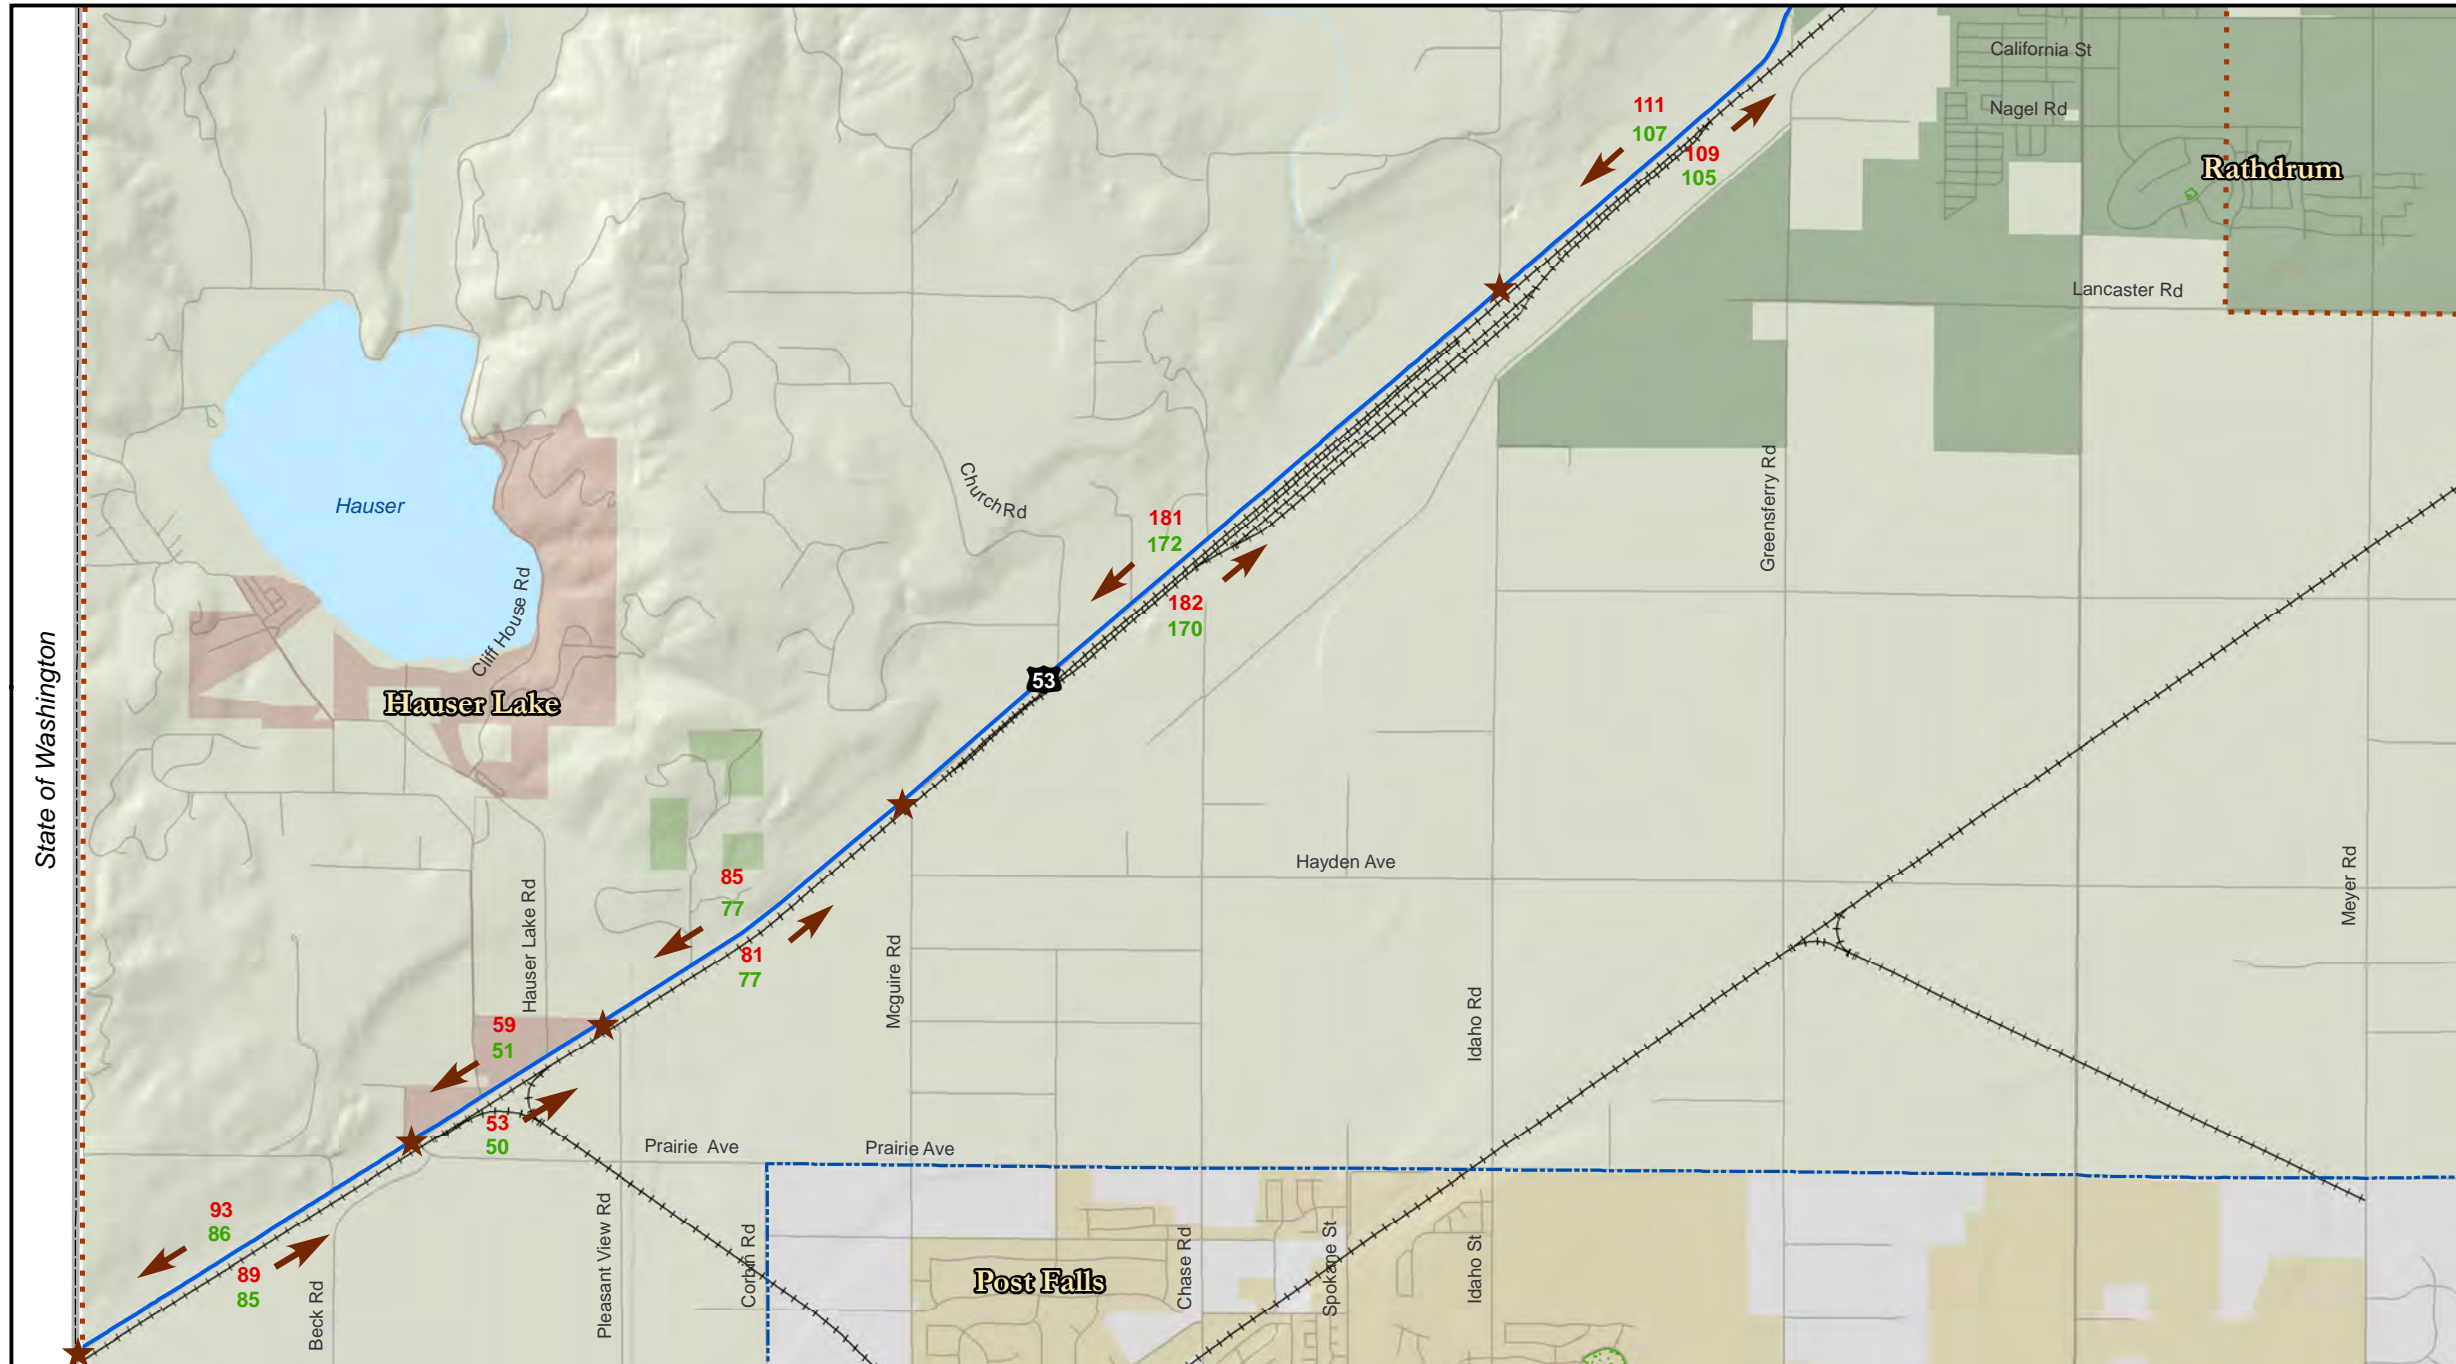 California St
Nagel Rd
111
107
109
105
Rathdrum
Lancaster Rd
Hauser
Church Rd
Greensferry Rd
181
172
182
170
Cliff House Rd
State of Washington
Hauser Lake
53
Hayden Ave
85
77
81
77
Hauser Lake Rd
Mcguire Rd
Meyer Rd
Idaho Rd
59
51
53
50
Prairie Ave
Prairie Ave
93
86
89
85
Beck Rd
Pleasant View Rd
Corbin Rd
Post Falls
Chase Rd
Spokane St
Idaho St